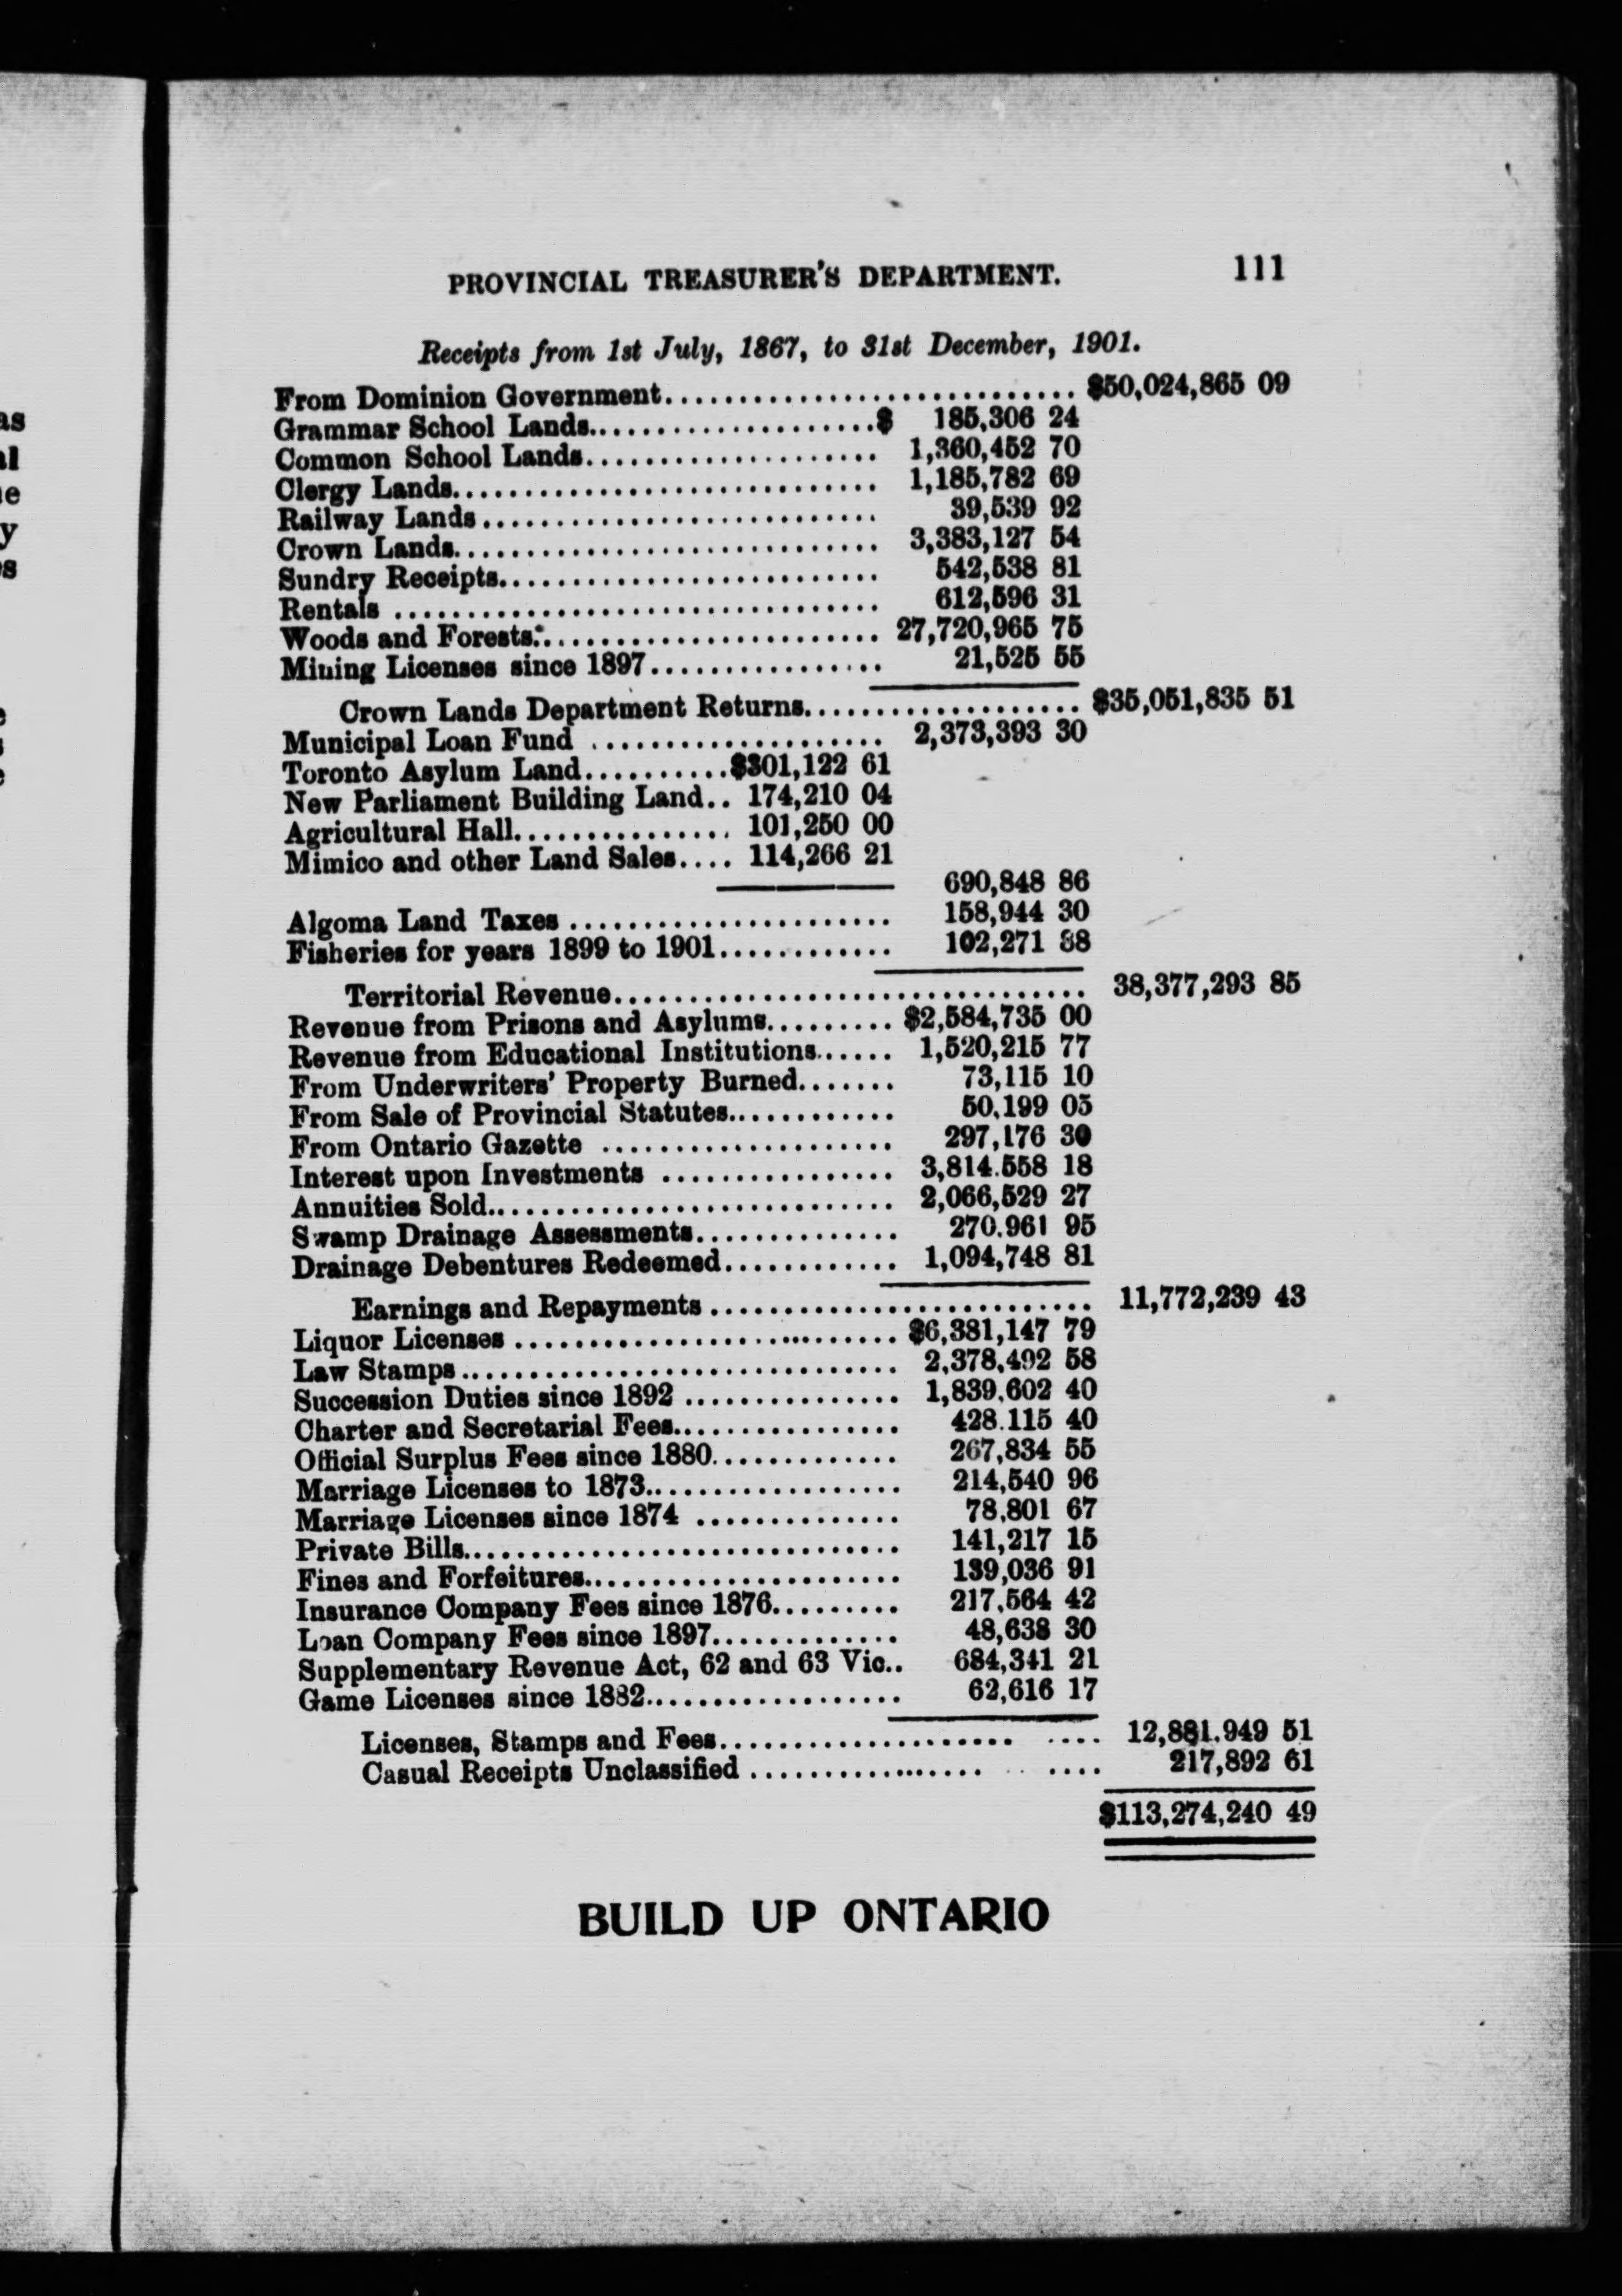 PROVINCIAL TREASURER'S DEPARTMENT. 111
Receipts from 1st July, 1867, to 31st December, 1901.
From Dominion Government............................ $50,024,865 09
Grammar School Lands....................$ 185,306 24
Common School Lands.................... 1,360,452 70
Clergy Lands............................. 1,185,782 69
Railway Lands........................... 39,539 92
Crown Lands............................. 3,383,127 54
Sundry Receipts.......................... 542,538 81
Rentals ................................. 612,596 31
Woods and Forests........................ 27,720,965 75
Mining Licenses since 1897................ 21,525 55
Crown Lands Department Returns................... $35,051,835 51
Municipal Loan Fund .................... 2,373,393 30
Toronto Asylum Land..........$301,122 61
New Parliament Building Land.. 174,210 04
Agricultural Hall............... 101,250 00
Mimico and other Land Sales.... 114,266 21
690,848 86
Algoma Land Taxes ...................... 158,944 30
Fisheries for years 1899 to 1901............ 102,271 88
Territorial Revenue................................ 38,377,293 85
Revenue from Prisons and Asylums......... $2,584,735 00
Revenue from Educational Institutions...... 1,520,215 77
From Underwriters' Property Burned....... 73,115 10
From Sale of Provincial Statutes............ 50,199 05
From Ontario Gazette .................... 297,176 30
Interest upon Investments ................ 3,814.558 18
Annuities Sold............................ 2,066,529 27
Swamp Drainage Assessments.............. 270.961 95
Drainage Debentures Redeemed............ 1,094,748 81
Earnings and Repayments .......................... 11,772,239 43
Liquor Licenses .......................... $6,381,147 79
Law Stamps.............................. 2,378,492 58
Succession Duties since 1892 ............... 1,839,602 40
Charter and Secretarial Fees................ 428.115 40
Official Surplus Fees since 1880............. 267,834 55
Marriage Licenses to 1873.................. 214,540 96
Marriage Licenses since 1874 .............. 78,801 67
Private Bills.............................. 141,217 15
Fines and Forfeitures...................... 139,036 91
Insurance Company Fees since 1876......... 217,564 42
Loan Company Fees since 1897............. 48,638 30
Supplementary Revenue Act, 62 and 63 Vic.. 684,341 21
Game Licenses since 1882.................. 62,616 17
Licenses, Stamps and Fees.................... .... 12,881.949 51
Casual Receipts Unclassified ................ .... 217,892 61
$113,274,240 49
BUILD UP ONTARIO